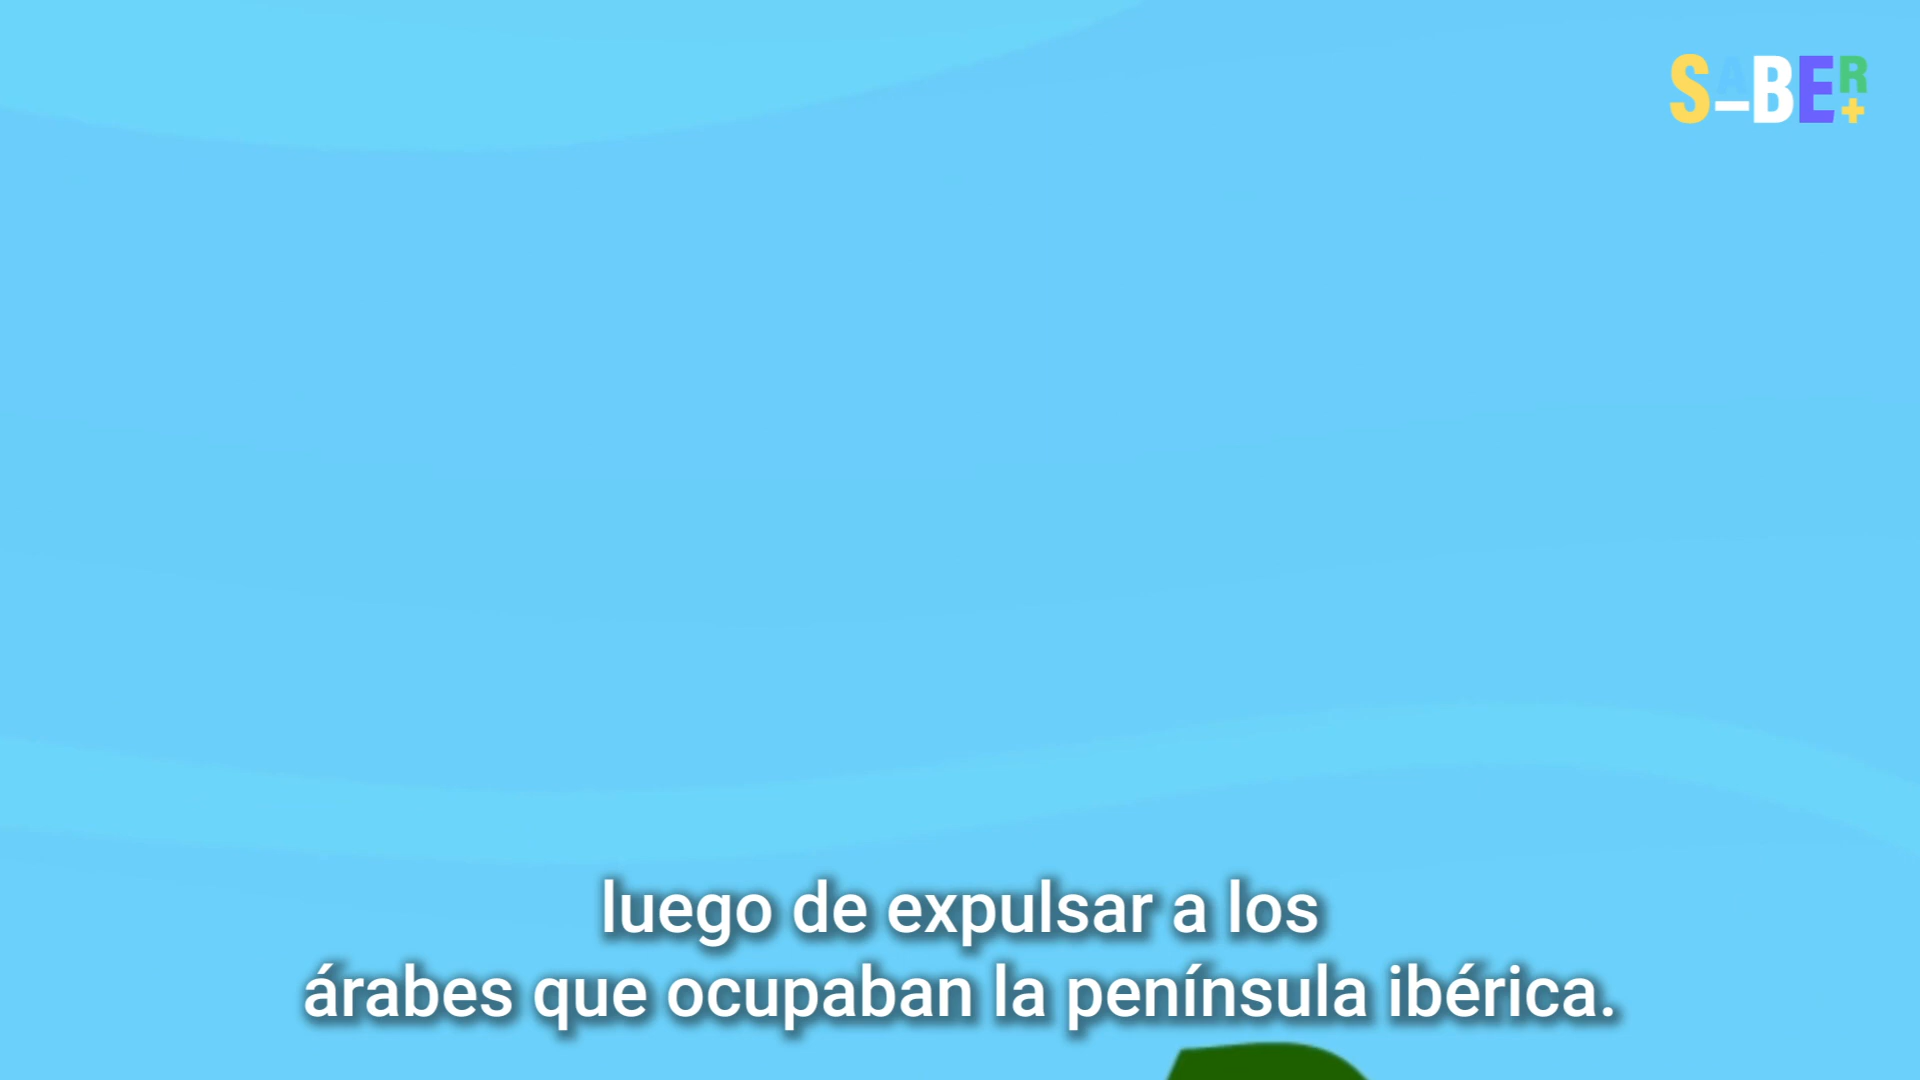 SABER+
luego de expulsar a los
árabes que ocupaban la península ibérica.